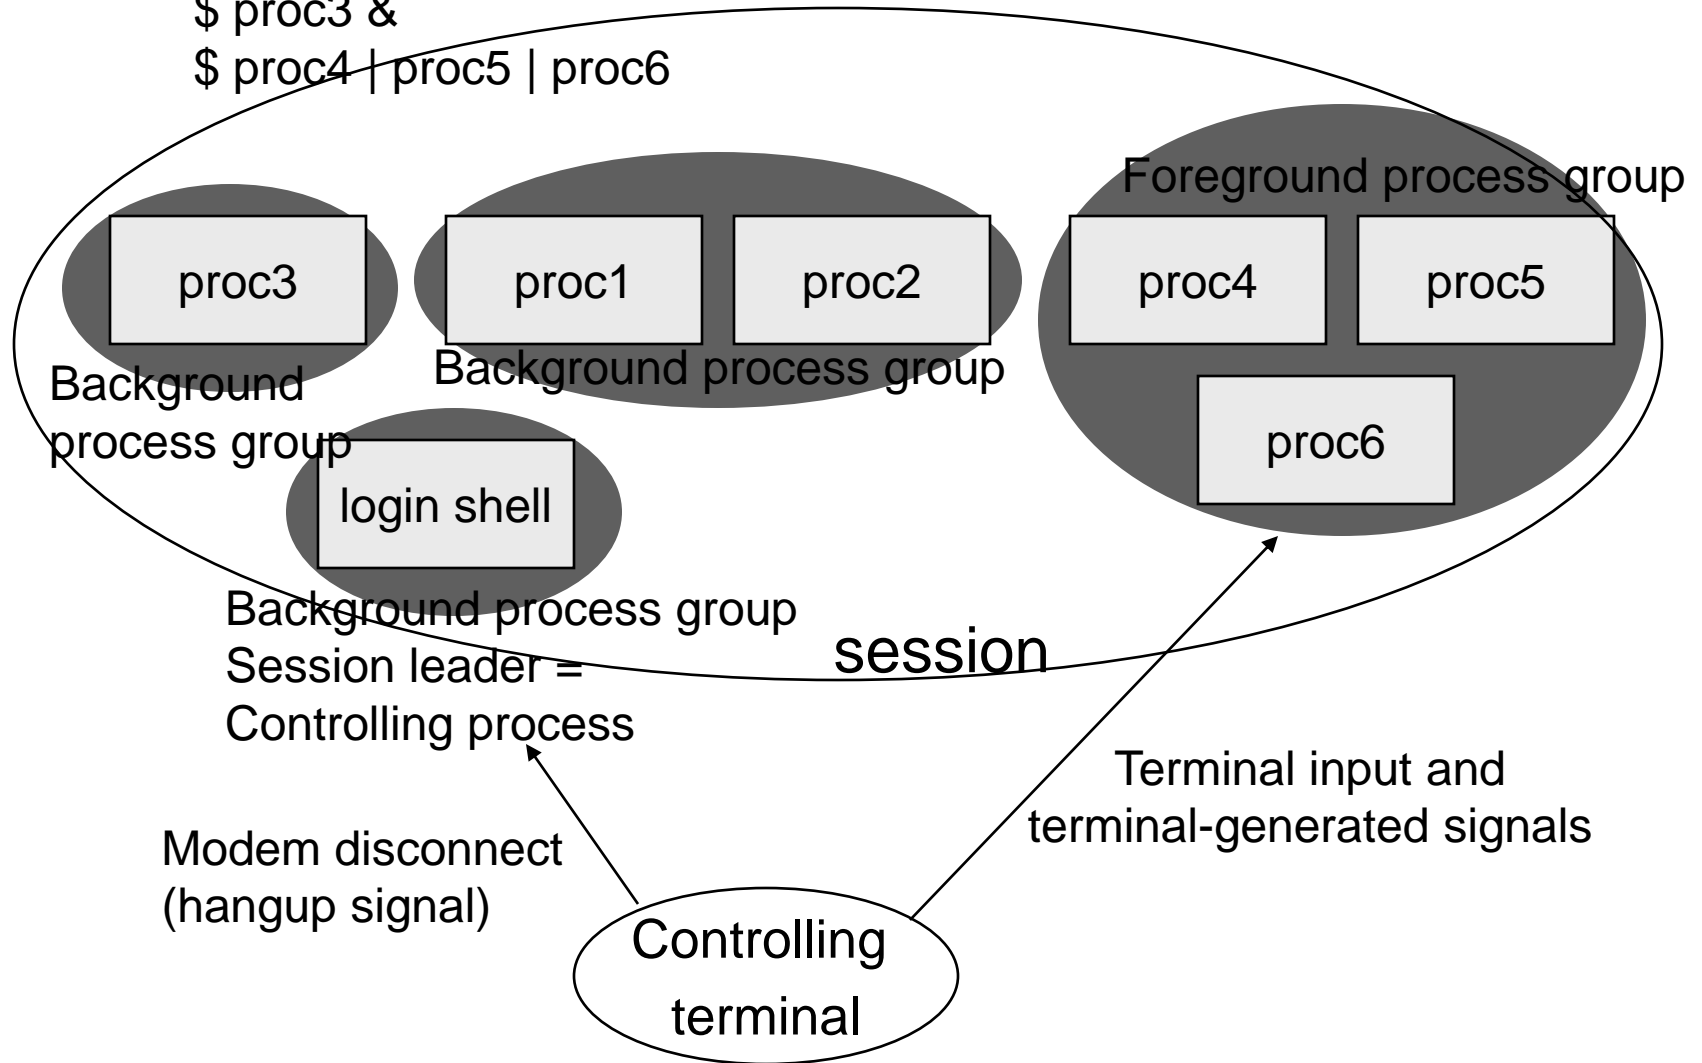 $ proc3 &
$ proc4 | proc5 | proc6
Foreground process group
proc3
proc1
proc2
proc4
proc5
Background
process group
Background process group
proc6
login shell
Background process group
Session leader =
Controlling process
session
Terminal input and
terminal-generated signals
Modem disconnect
(hangup signal)
Controlling
terminal